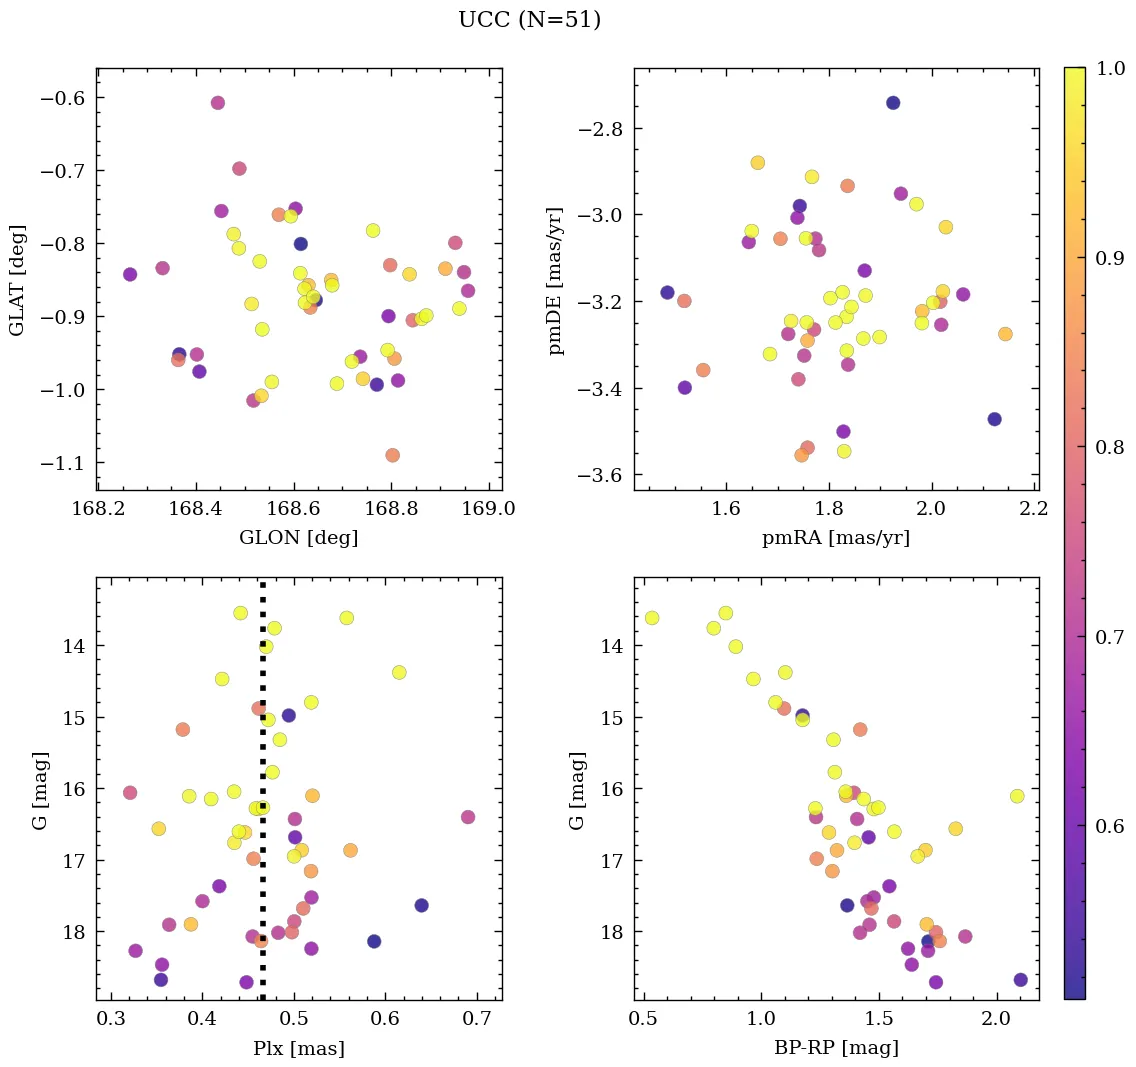 UCC (N=51)
−0.6
−0.7
−0.8
−0.9
−1.0
−1.1
GLAT [deg]
168.2 168.4 168.6 168.8 169.0
GLON [deg]
−2.8
−3.0
−3.2
−3.4
−3.6
pmDE [mas/yr]
1.6 1.8 2.0 2.2
pmRA [mas/yr]
14
15
16
17
18
G [mag]
0.3 0.4 0.5 0.6 0.7
Plx [mas]
14
15
16
17
18
G [mag]
0.5 1.0 1.5 2.0
BP-RP [mag]
1.0
0.9
0.8
0.7
0.6